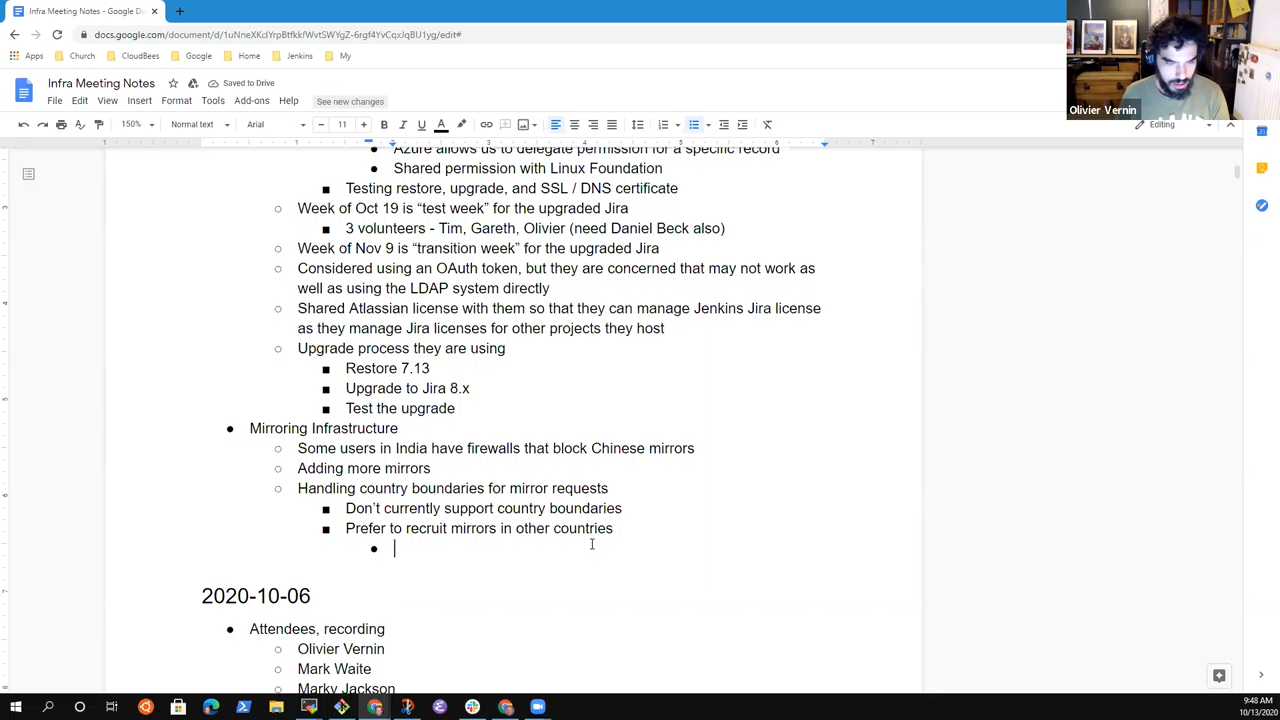 Infra Meeting Notes - Google Do
docs.google.com/document/d/1uNneXKcIYrpBtfkkfWvtSWYgZ-6rgf4YvCqxJqBU1yg/edit#
Apps
Church
CloudBees
Google
Home
Jenkins
My
Infra Meeting Notes
Saved to Drive
File Edit View Insert Format Tools Add-ons Help
See new changes
150%
Normal text
Arial
11
Editing
Olivier Vernin
Azure allows us to delegate permission for a specific record
Shared permission with Linux Foundation
Testing restore, upgrade, and SSL / DNS certificate
Week of Oct 19 is “test week” for the upgraded Jira
3 volunteers - Tim, Gareth, Olivier (need Daniel Beck also)
Week of Nov 9 is “transition week” for the upgraded Jira
Considered using an OAuth token, but they are concerned that may not work as
well as using the LDAP system directly
Shared Atlassian license with them so that they can manage Jenkins Jira license
as they manage Jira licenses for other projects they host
Upgrade process they are using
Restore 7.13
Upgrade to Jira 8.x
Test the upgrade
Mirroring Infrastructure
Some users in India have firewalls that block Chinese mirrors
Adding more mirrors
Handling country boundaries for mirror requests
Don’t currently support country boundaries
Prefer to recruit mirrors in other countries
2020-10-06
Attendees, recording
Olivier Vernin
Mark Waite
Marky Jackson
9:48 AM
10/13/2020